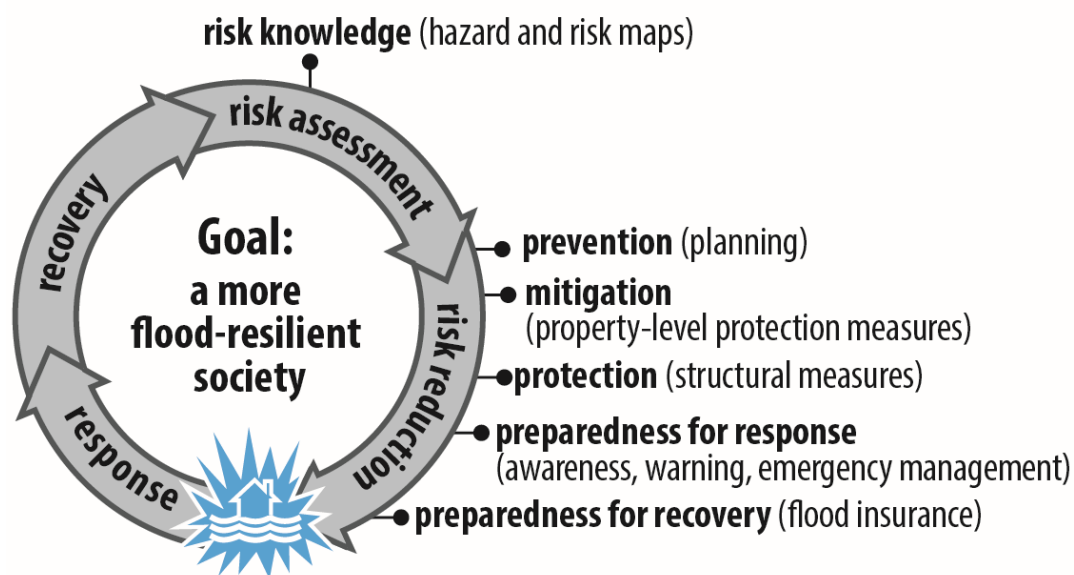 risk knowledge (hazard and risk maps)
risk assessment
recovery
Goal:
a more
flood-resilient
society
prevention (planning)
mitigation
(property-level protection measures)
risk reduction
protection (structural measures)
response
preparedness for response
(awareness, warning, emergency management)
preparedness for recovery (flood insurance)